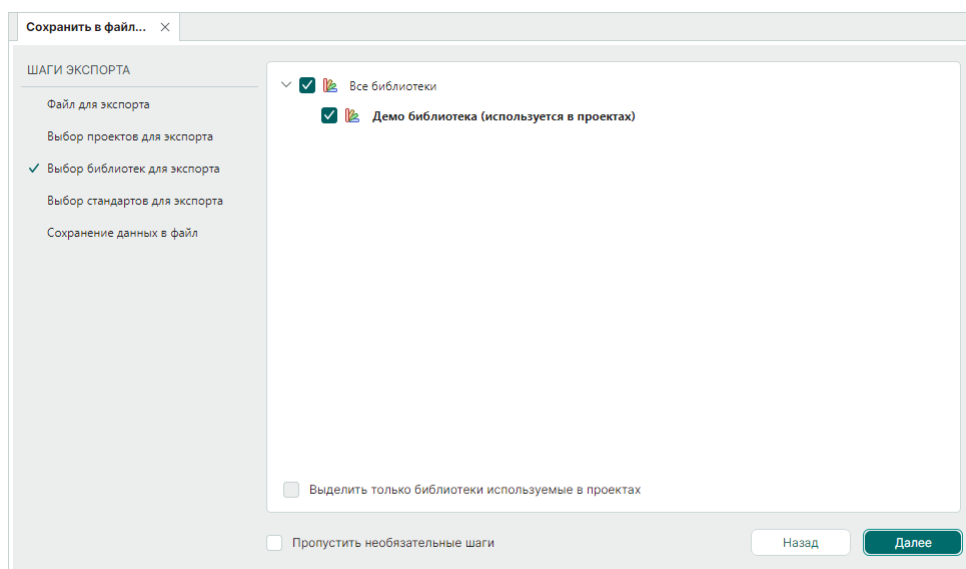 Сохранить в файл...
ШАГИ ЭКСПОРТА
Файл для экспорта
Выбор проектов для экспорта
Выбор библиотек для экспорта
Выбор стандартов для экспорта
Сохранение данных в файл
Все библиотеки
Демо библиотека (используется в проектах)
Выделить только библиотеки используемые в проектах
Пропустить необязательные шаги
Назад
Далее